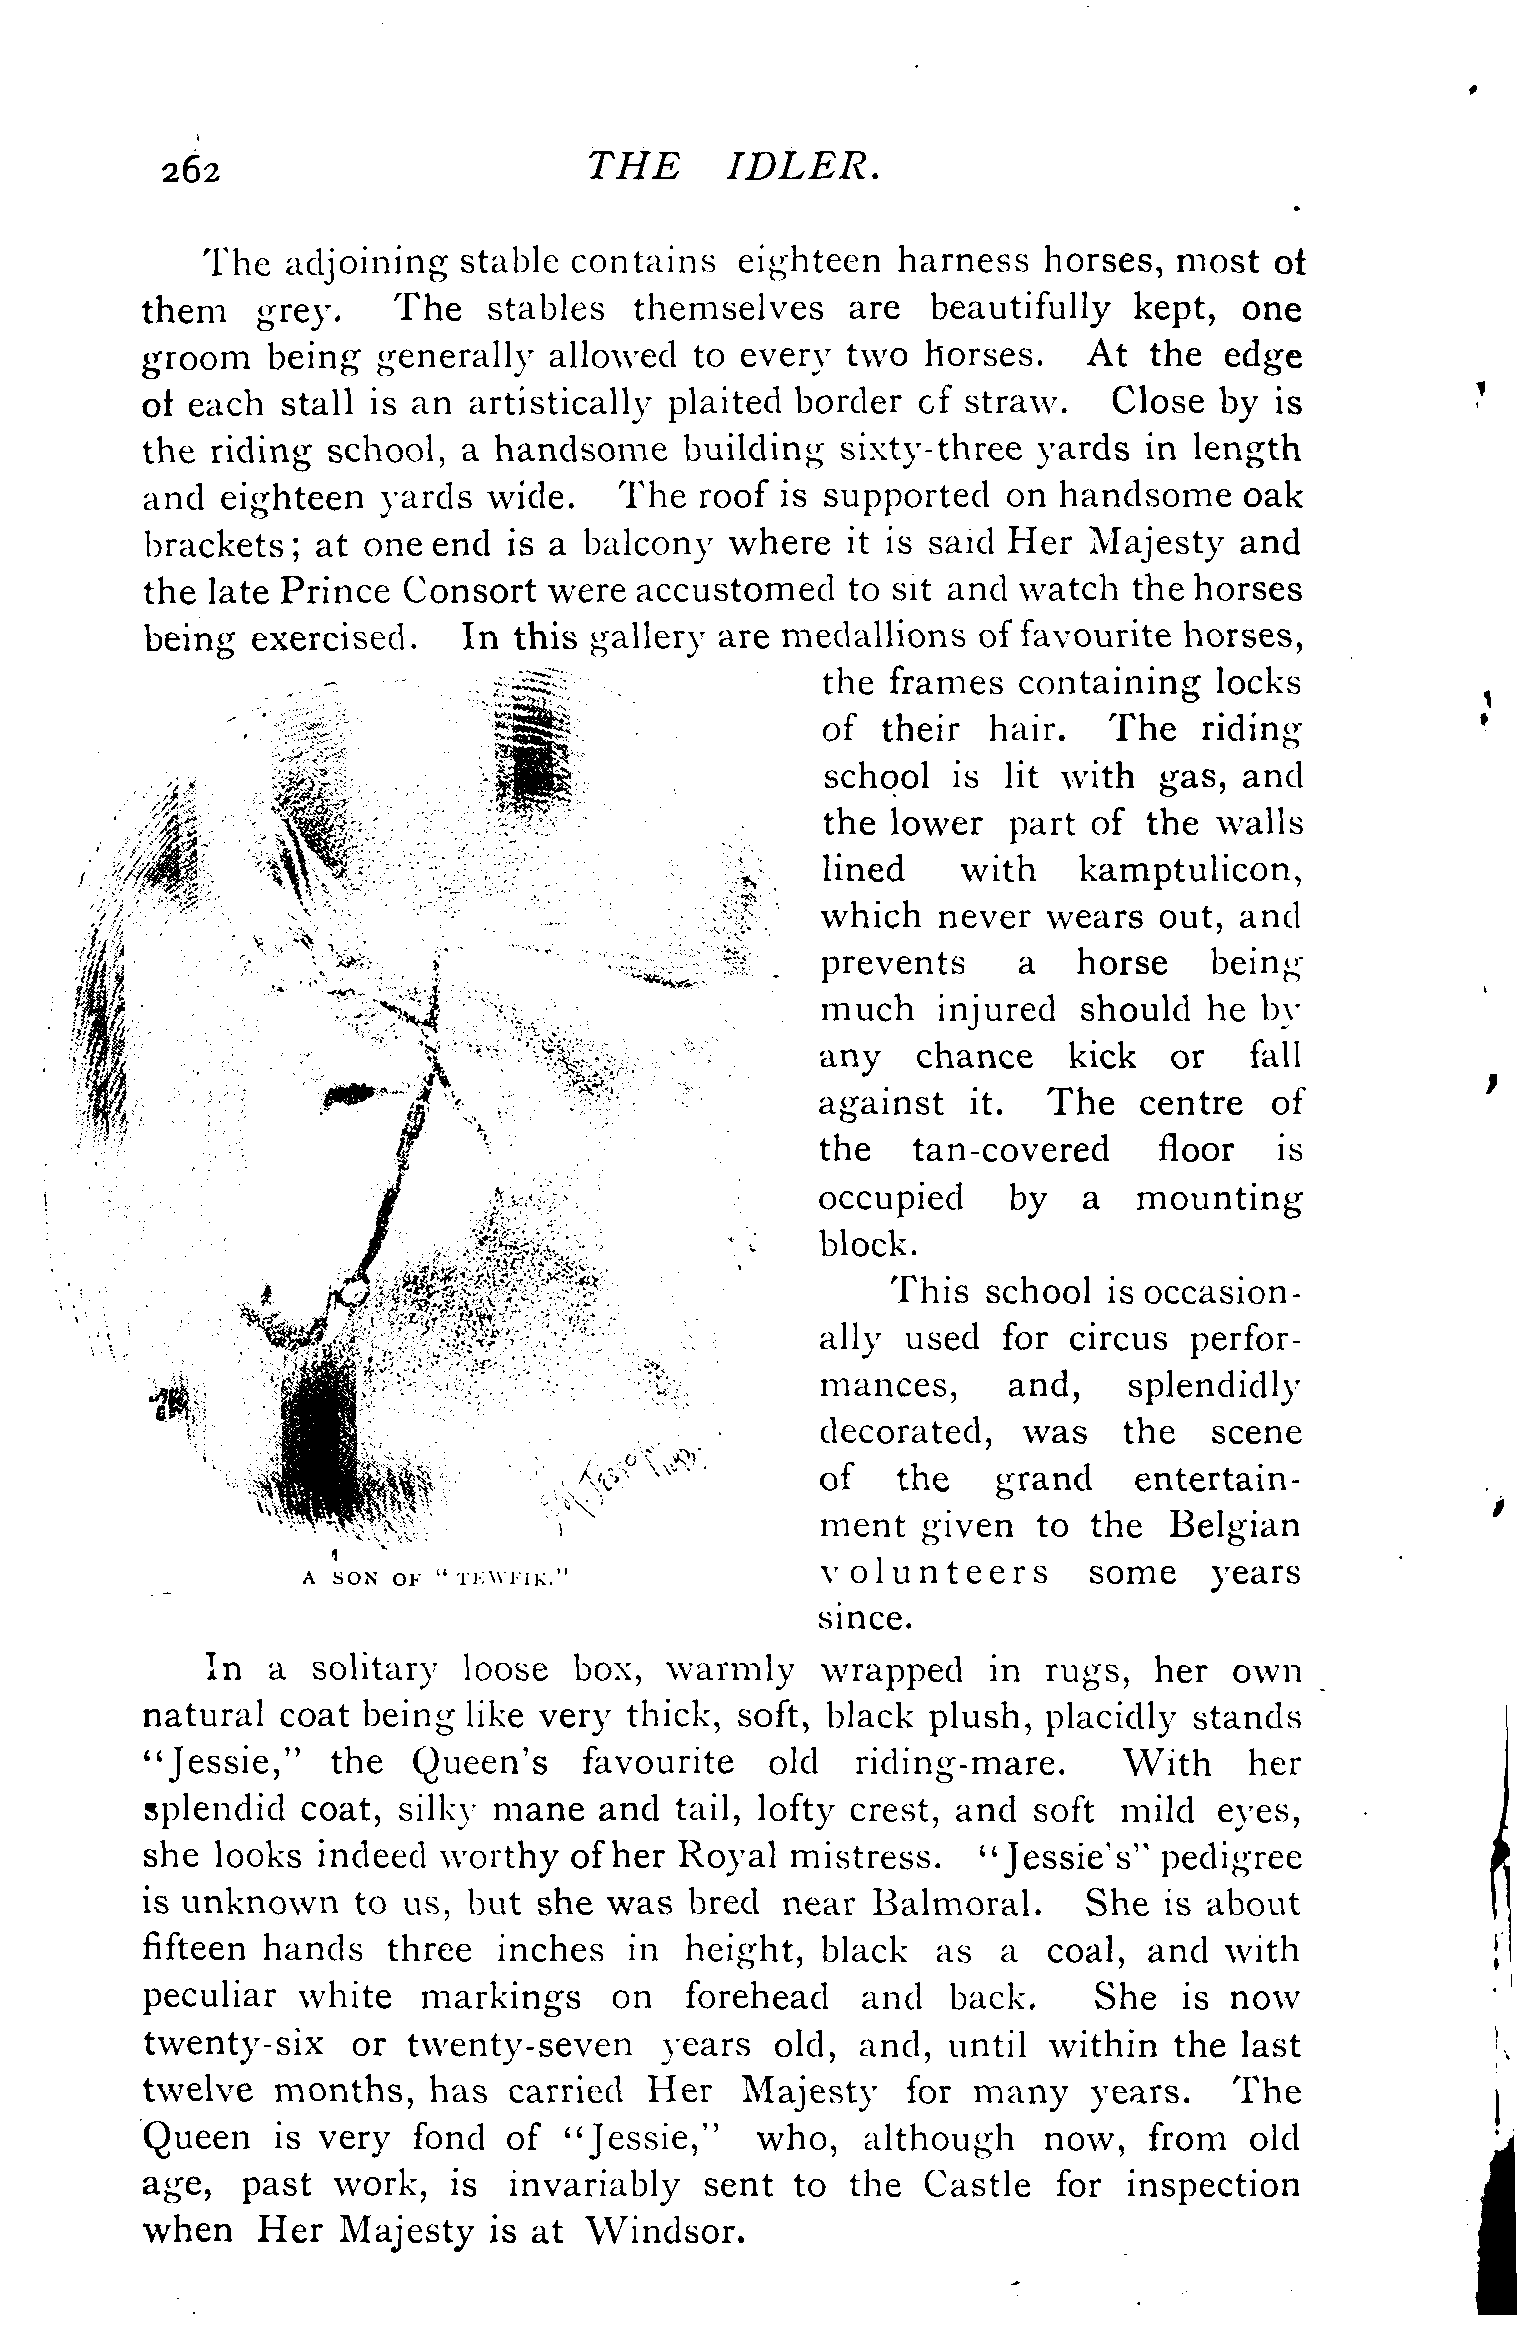 262
THE IDLER.
The adjoining stable contains eighteen harness horses, most of
them grey. The stables themselves are beautifully kept, one
groom being generally allowed to every two horses. At the edge
of each stall is an artistically plaited border of straw. Close by is
the riding school, a handsome building sixty-three yards in length
and eighteen yards wide. The roof is supported on handsome oak
brackets; at one end is a balcony where it is said Her Majesty and
the late Prince Consort were accustomed to sit and watch the horses
being exercised. In this gallery are medallions of favourite horses,
the frames containing locks
of their hair. The riding
school is lit with gas, and
the lower part of the walls
lined with kamptulicon,
which never wears out, and
prevents a horse being
much injured should he by
any chance kick or fall
against it. The centre of
the tan-covered floor is
occupied by a mounting
block.
This school is occasion-
ally used for circus perfor-
mances, and, splendidly
decorated, was the scene
of the grand entertain-
ment given to the Belgian
volunteers some years
since.
A SON OF "TEWFIK."
In a solitary loose box, warmly wrapped in rugs, her own
natural coat being like very thick, soft, black plush, placidly stands
"Jessie," the Queen's favourite old riding-mare. With her
splendid coat, silky mane and tail, lofty crest, and soft mild eyes,
she looks indeed worthy of her Royal mistress. "Jessie's" pedigree
is unknown to us, but she was bred near Balmoral. She is about
fifteen hands three inches in height, black as a coal, and with
peculiar white markings on forehead and back. She is now
twenty-six or twenty-seven years old, and, until within the last
twelve months, has carried Her Majesty for many years. The
Queen is very fond of "Jessie," who, although now, from old
age, past work, is invariably sent to the Castle for inspection
when Her Majesty is at Windsor.